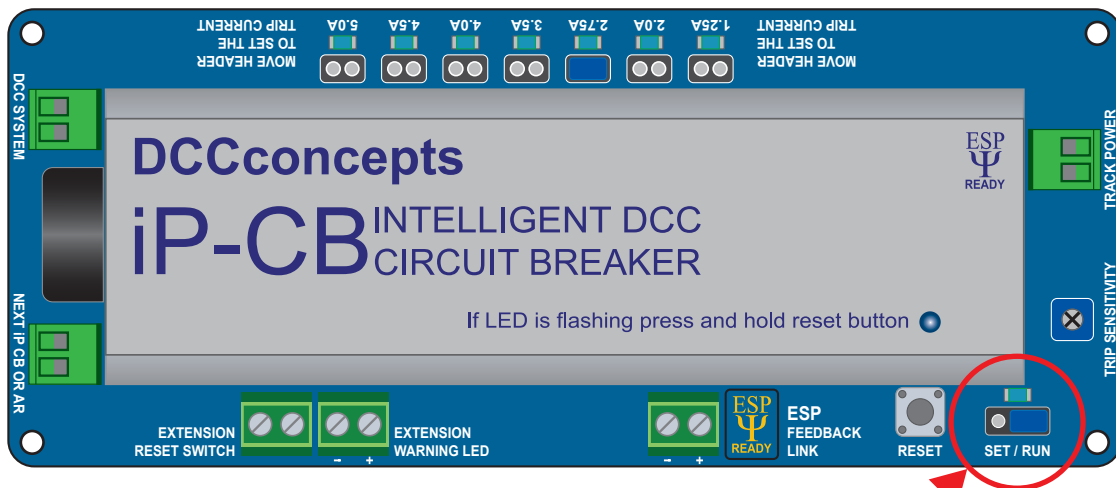 TRIP CURRENT
TO SET THE
MOVE HEADER
5.0A
4.5A
4.0A
3.5A
2.75A
2.0A
1.25A
TRIP CURRENT
TO SET THE
MOVE HEADER
DCC SYSTEM
DCCconcepts
iP-CB INTELLIGENT DCC
CIRCUIT BREAKER
ESP
Ψ
READY
TRACK POWER
If LED is flashing press and hold reset button
NEXT iP CB OR AR
TRIP SENSITIVITY
EXTENSION
RESET SWITCH
- +
EXTENSION
WARNING LED
- +
ESP
Ψ
READY
ESP
FEEDBACK
LINK
RESET
SET / RUN